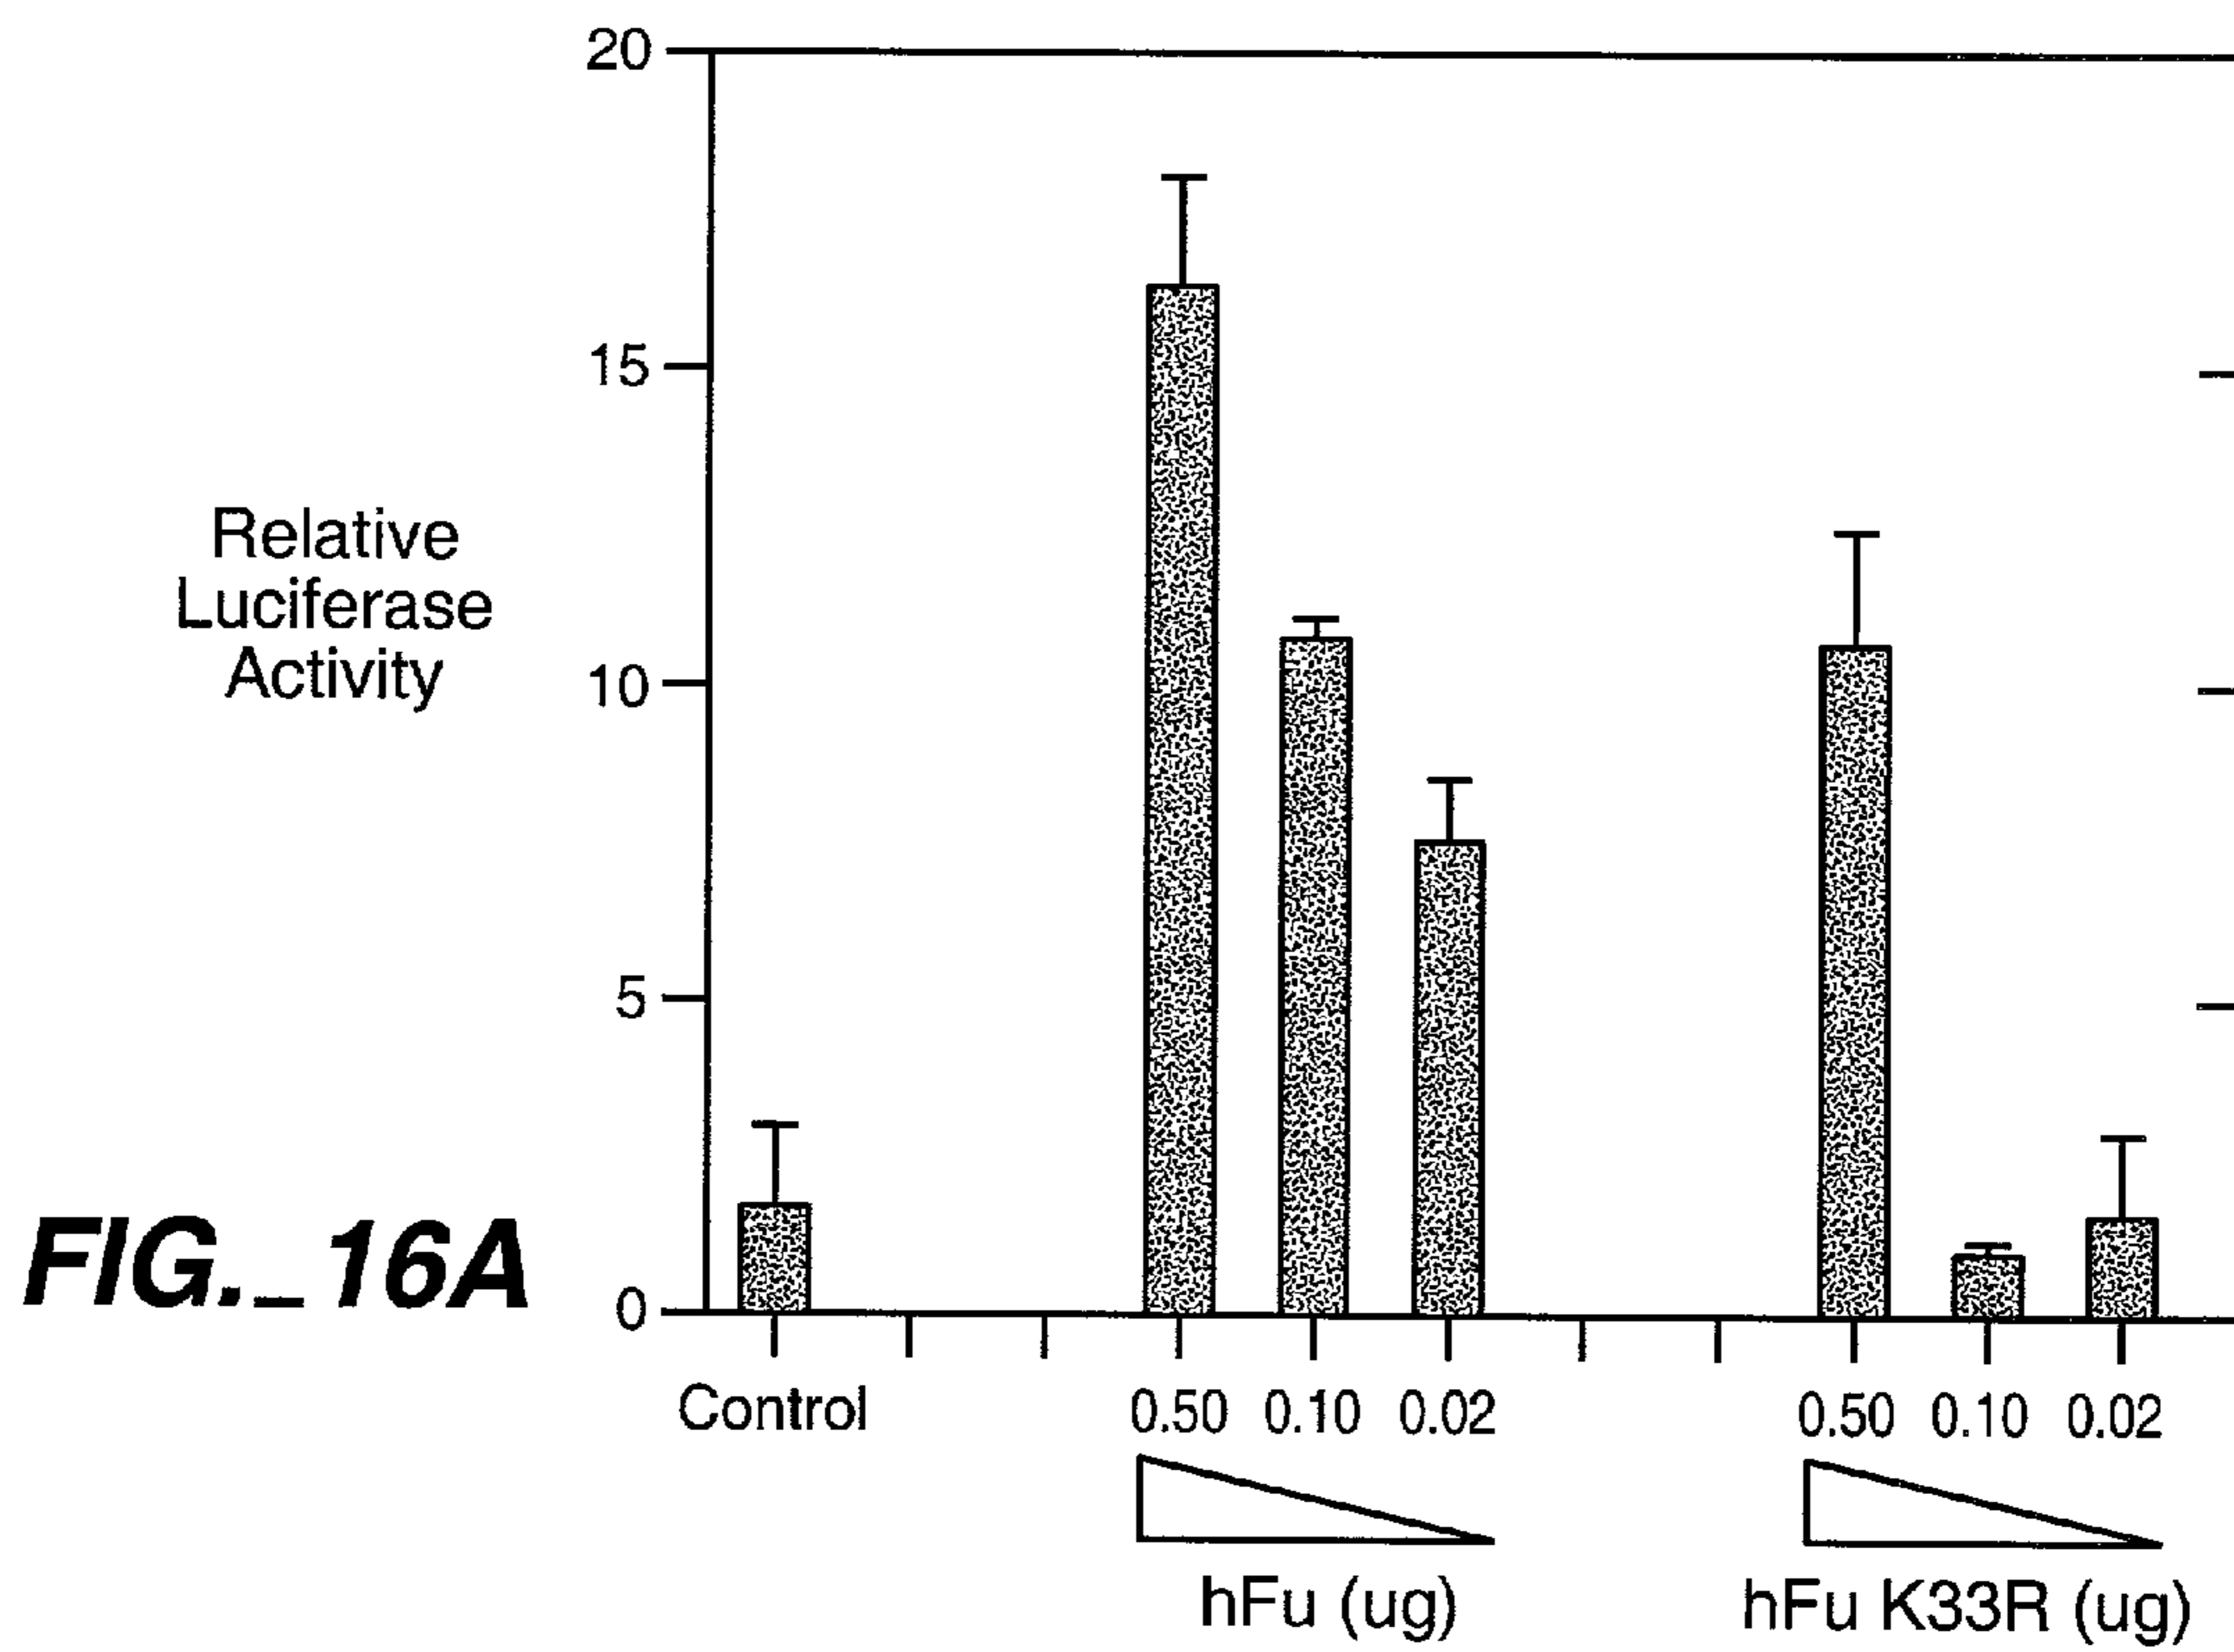 20
15
10
5
0
Relative
Luciferase
Activity
FIG._16A
Control
0.50 0.10 0.02
0.50 0.10 0.02
hFu (ug)
hFu K33R (ug)